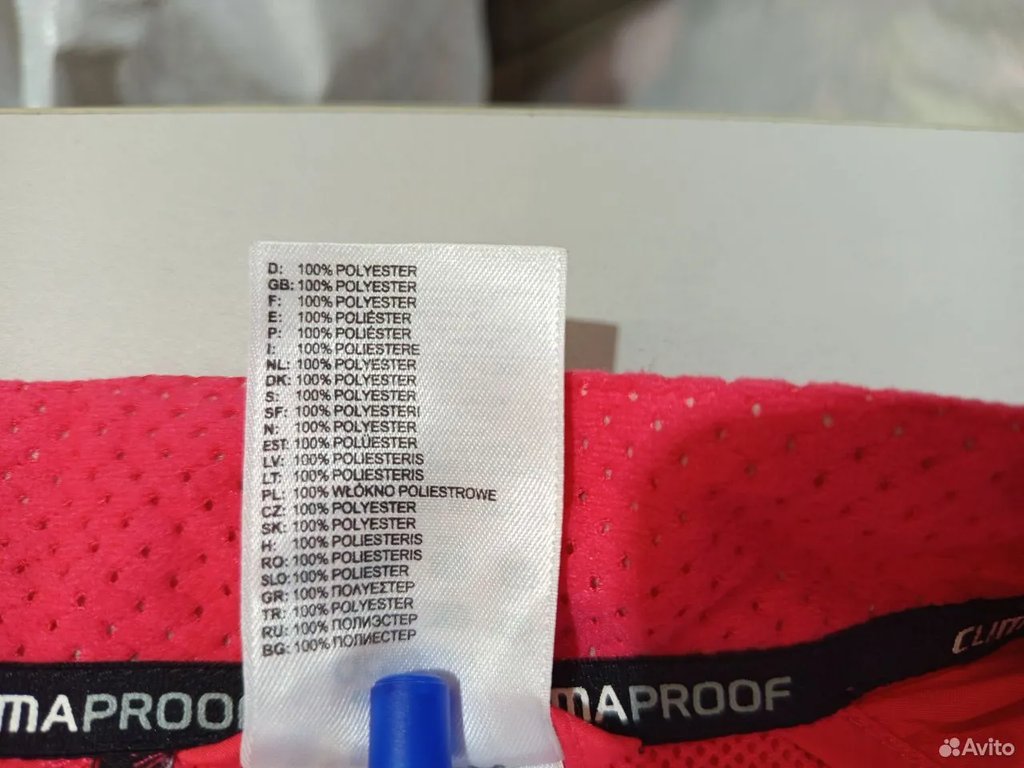 D: 100% POLYESTER
GB: 100% POLYESTER
F: 100% POLYESTER
E: 100% POLIÉSTER
P: 100% POLIÉSTER
I: 100% POLIESTERE
NL: 100% POLYESTER
DK: 100% POLYESTER
S: 100% POLYESTER
SF: 100% POLYESTERI
N: 100% POLYESTER
EST: 100% POLÜESTER
LV: 100% POLIESTERIS
LT: 100% POLIESTERIS
PL: 100% WŁÓKNO POLIESTROWE
CZ: 100% POLYESTER
SK: 100% POLYESTER
H: 100% POLIESTERIS
RO: 100% POLIESTERIS
SLO: 100% POLIESTER
GR: 100% ΠΟΛΥΕΣΤΕΡ
TR: 100% POLYESTER
RU: 100% ПОЛИЭСТЕР
BG: 100% ПОЛИЕСТЕР
MAPROOF
MAPROOF
CLIM
Avito